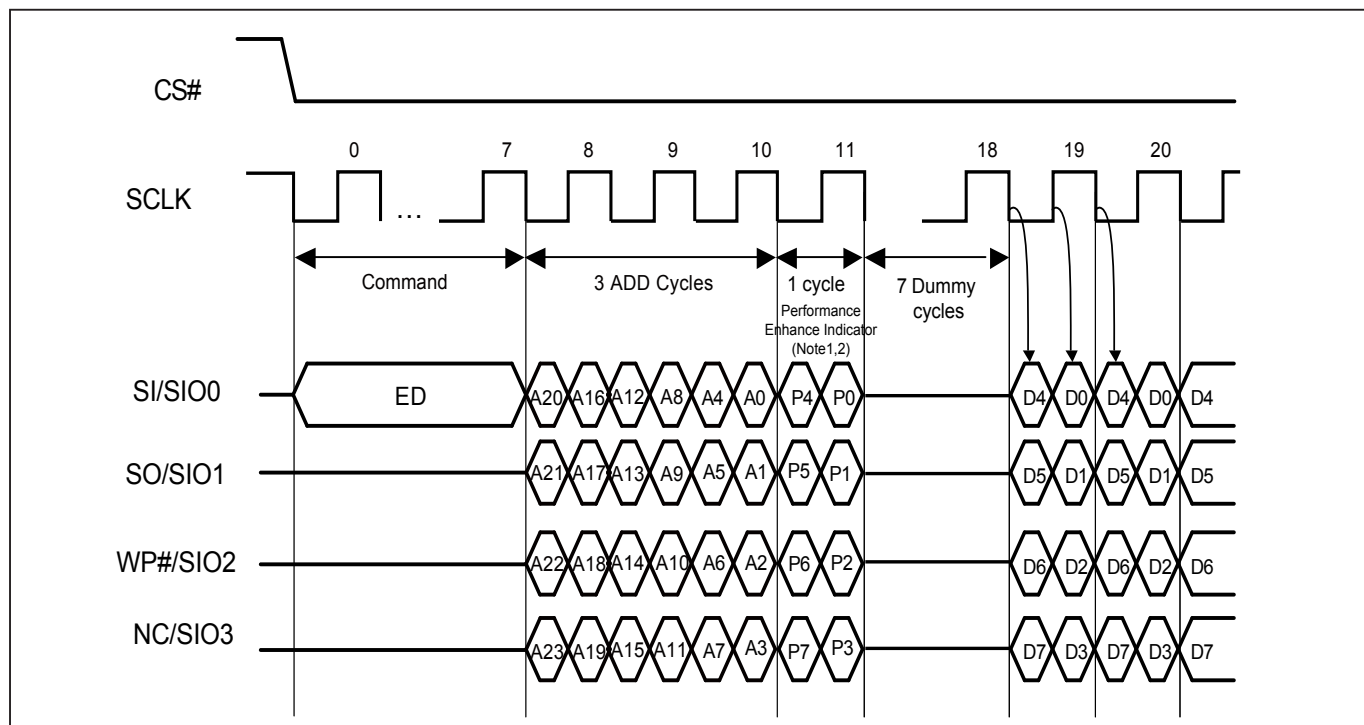 CS#
0 7 8 9 10 11 18 19 20
SCLK
...
Command
3 ADD Cycles
1 cycle
Performance
Enhance Indicator
(Note1,2)
7 Dummy
cycles
SI/SIO0 ED A20 A16 A12 A8 A4 A0 P4 P0 D4 D0 D4 D0 D4
SO/SIO1 A21 A17 A13 A9 A5 A1 P5 P1 D5 D1 D5 D1 D5
WP#/SIO2 A22 A18 A14 A10 A6 A2 P6 P2 D6 D2 D6 D2 D6
NC/SIO3 A23 A19 A15 A11 A7 A3 P7 P3 D7 D3 D7 D3 D7